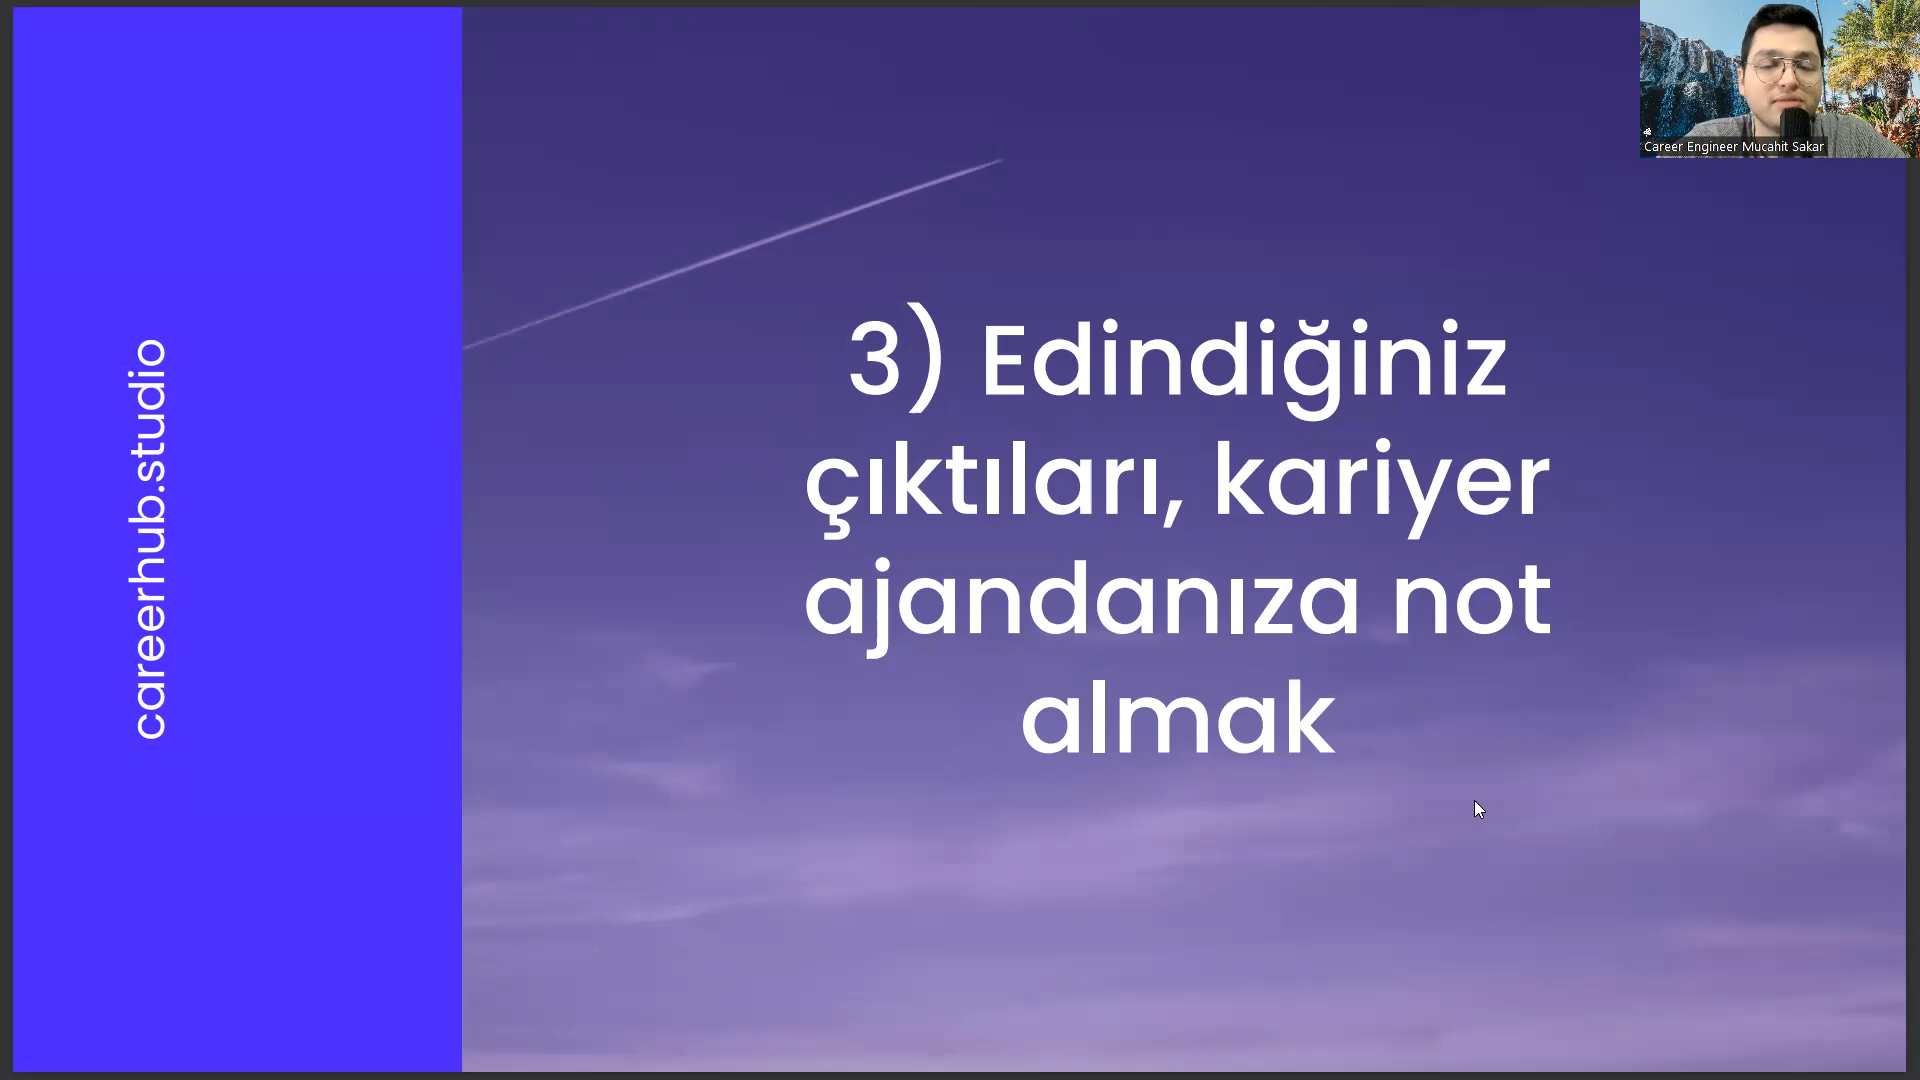 careerhub.studio
3) Edindiğiniz
çıktıları, kariyer
ajandanıza not
almak
Career Engineer Mucahit Sakar